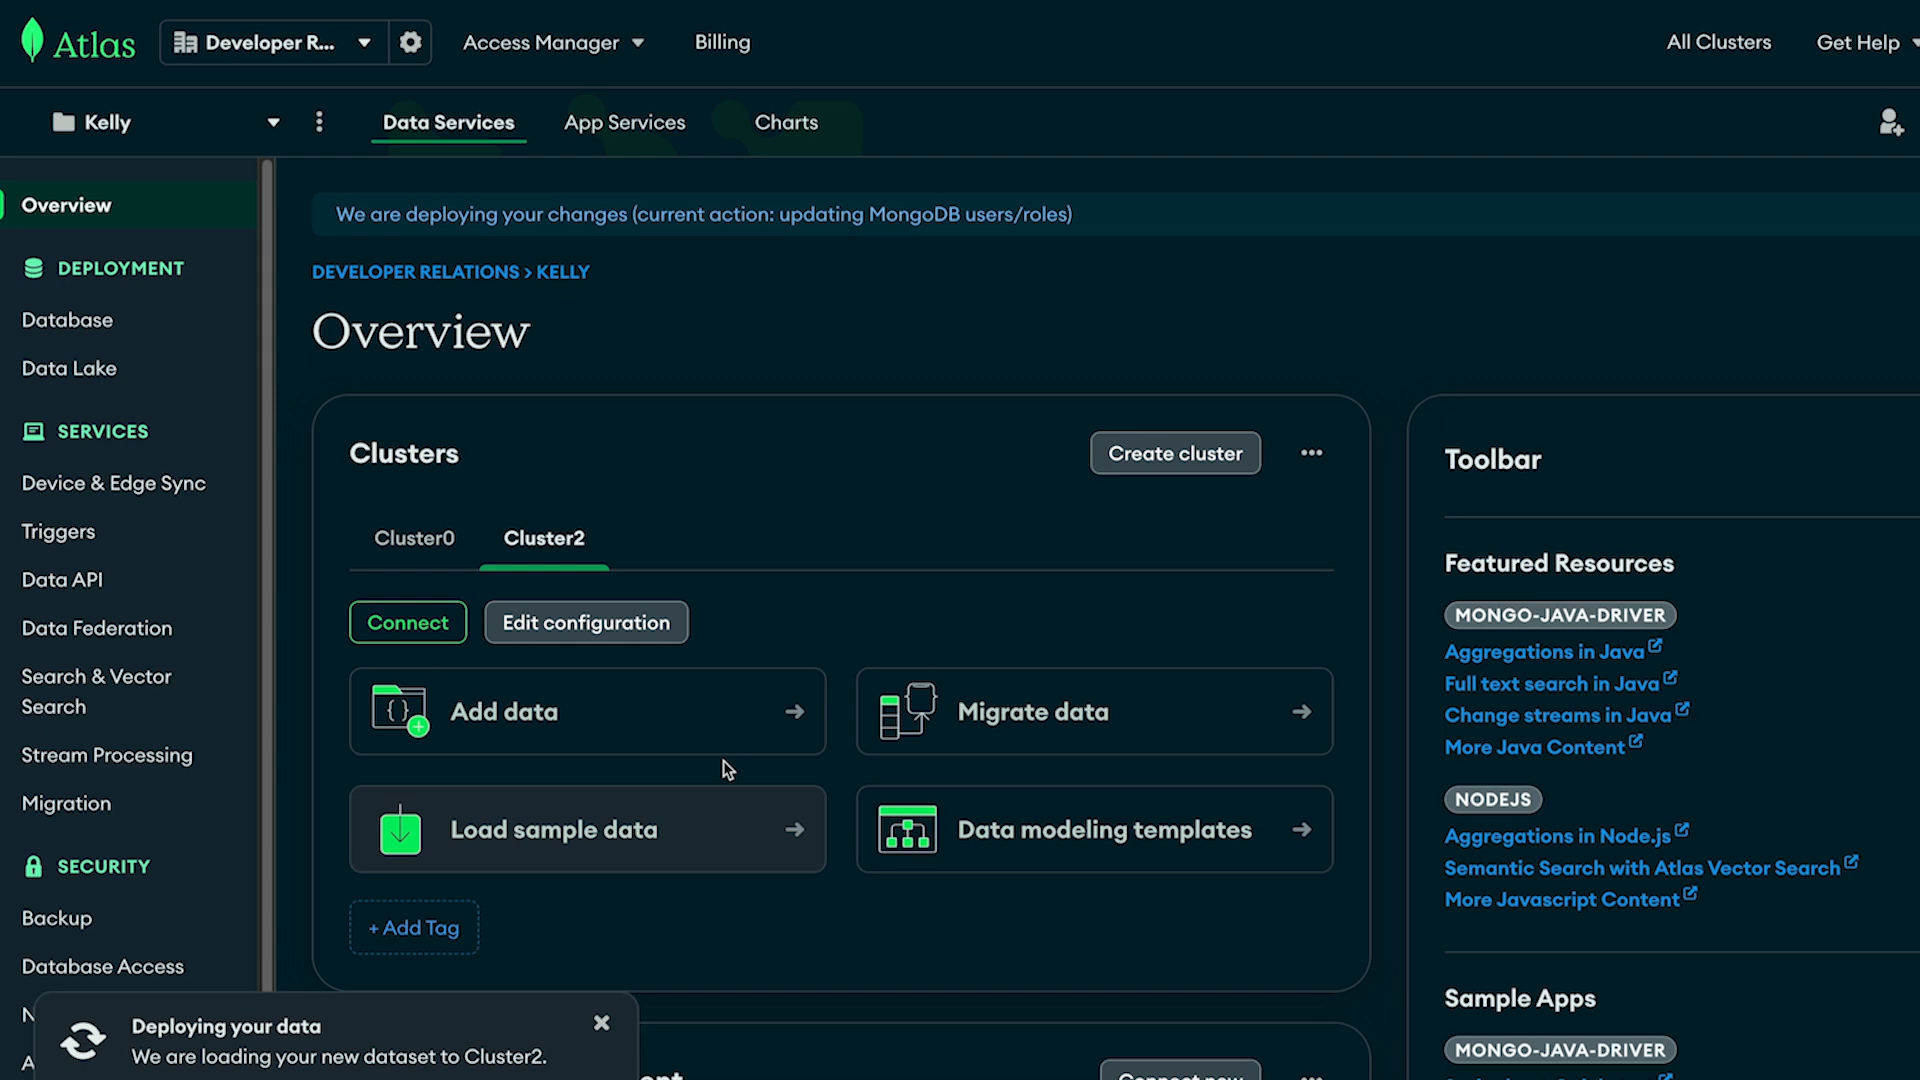 Atlas
Developer R...
Access Manager
Billing
All Clusters
Get Help
Kelly
Data Services
App Services
Charts
Overview
DEPLOYMENT
Database
Data Lake
SERVICES
Device & Edge Sync
Triggers
Data API
Data Federation
Search & Vector
Search
Stream Processing
Migration
SECURITY
Backup
Database Access
We are deploying your changes (current action: updating MongoDB users/roles)
DEVELOPER RELATIONS > KELLY
Overview
Clusters
Create cluster
Cluster0
Cluster2
Connect
Edit configuration
{} Add data
Migrate data
Load sample data
Data modeling templates
+ Add Tag
Toolbar
Featured Resources
MONGO-JAVA-DRIVER
Aggregations in Java
Full text search in Java
Change streams in Java
More Java Content
NODEJS
Aggregations in Node.js
Semantic Search with Atlas Vector Search
More Javascript Content
Sample Apps
MONGO-JAVA-DRIVER
Deploying your data
We are loading your new dataset to Cluster2.